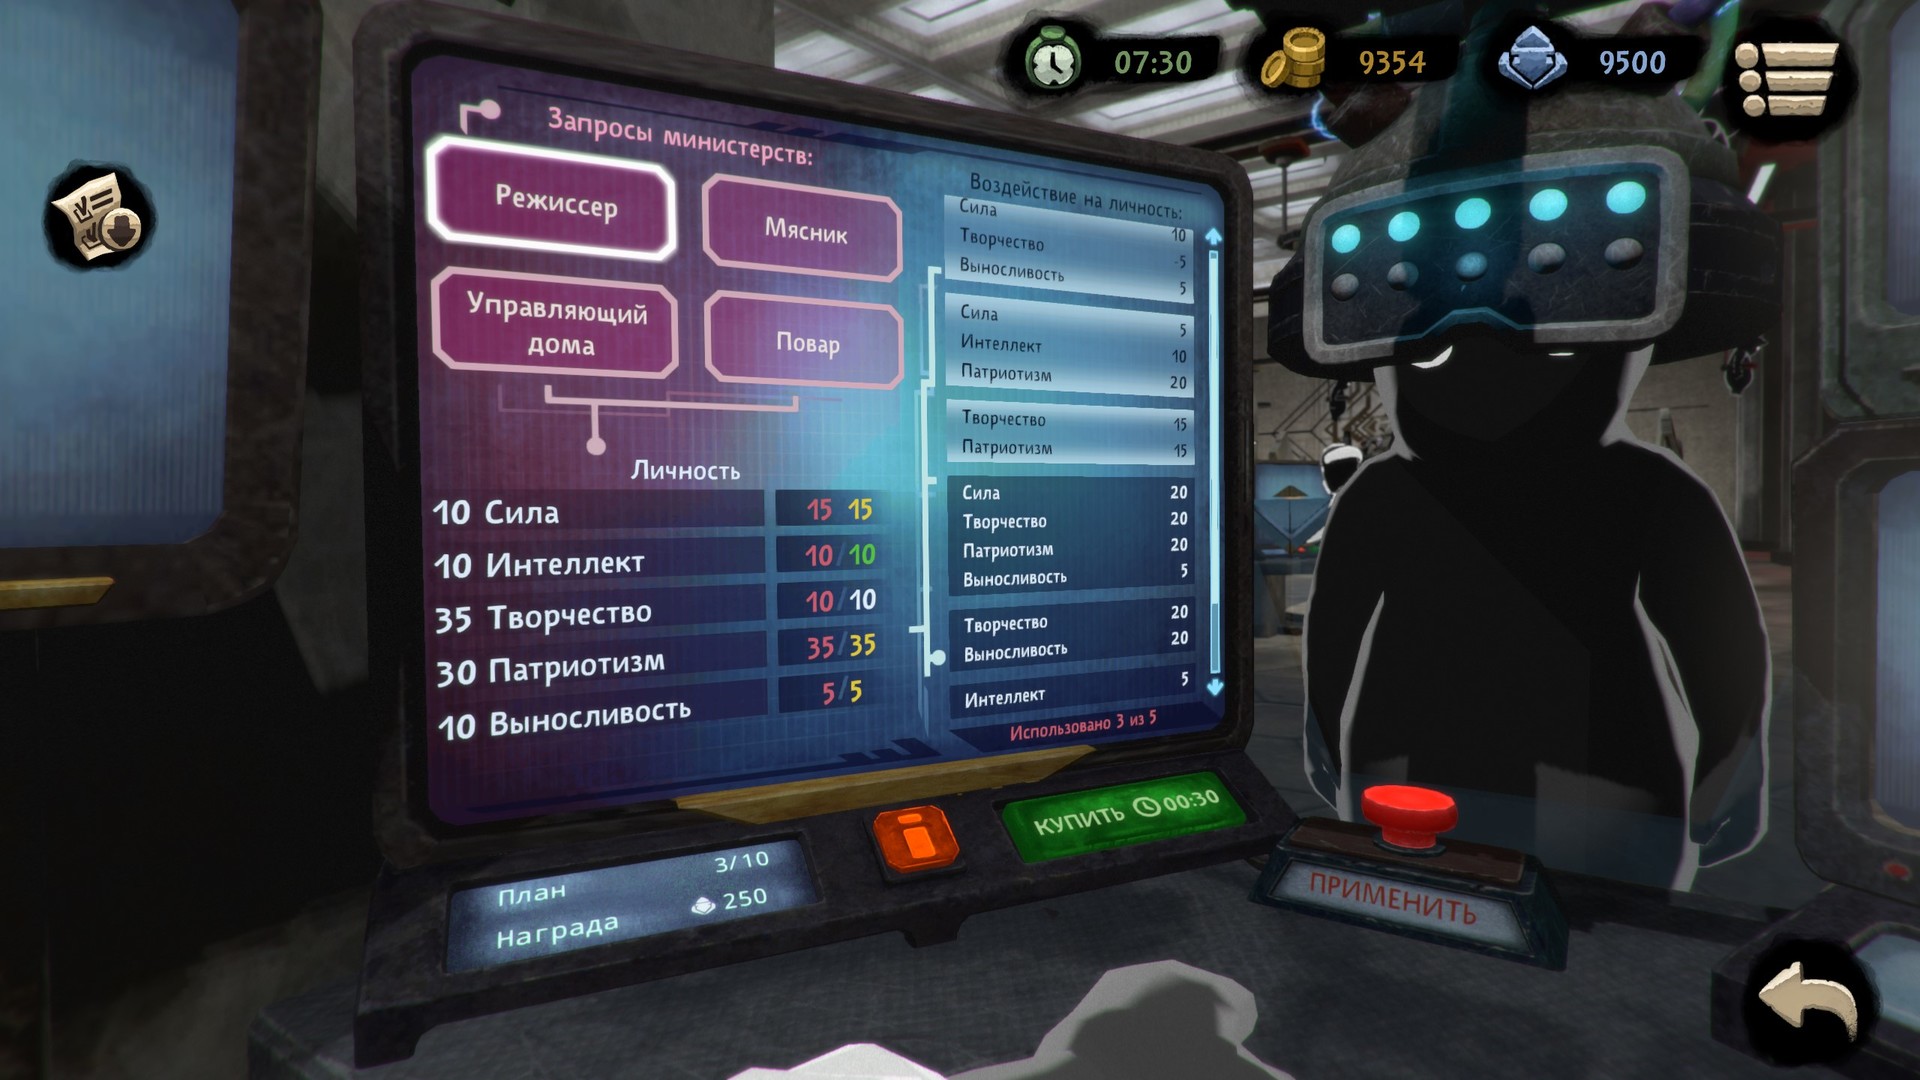 07:30
9354
9500
Запросы министерств:
Режиссер
Мясник
Управляющий
дома
Повар
Личность
10 Сила 15 15
10 Интеллект 10/10
35 Творчество 10/10
30 Патриотизм 35/35
10 Выносливость 5/5
Воздействие на личность:
Сила 10
Творчество -5
Выносливость 5
Сила 5
Интеллект 10
Патриотизм 20
Творчество 15
Патриотизм 15
Сила 20
Творчество 20
Патриотизм 20
Выносливость 5
Творчество 20
Выносливость 20
Интеллект 5
Использовано 3 из 5
КУПИТЬ 00:30
План 3/10
Награда 250
ПРИМЕНИТЬ